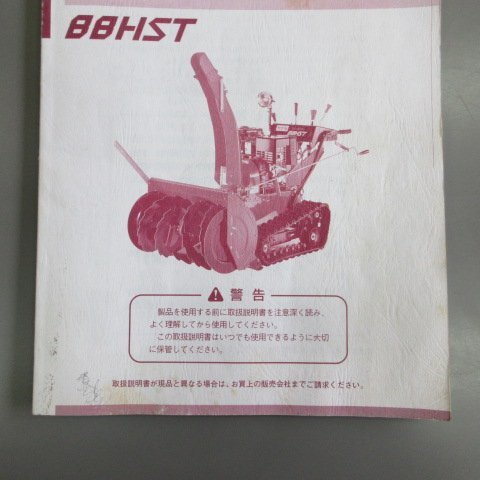 88HST
88HST
警告
製品を使用する前に取扱説明書を注意深く読み、
よく理解してから使用してください。
この取扱説明書はいつでも使用できるように大切
に保管してください。
取扱説明書が現品と異なる場合は、お買上の販売会社までご請求ください。